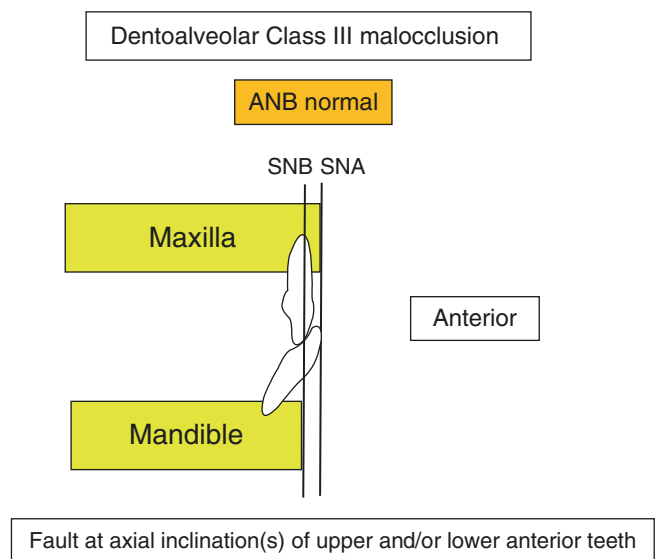 Dentoalveolar Class III malocclusion
ANB normal
SNB SNA
Maxilla
Anterior
Mandible
Fault at axial inclination(s) of upper and/or lower anterior teeth